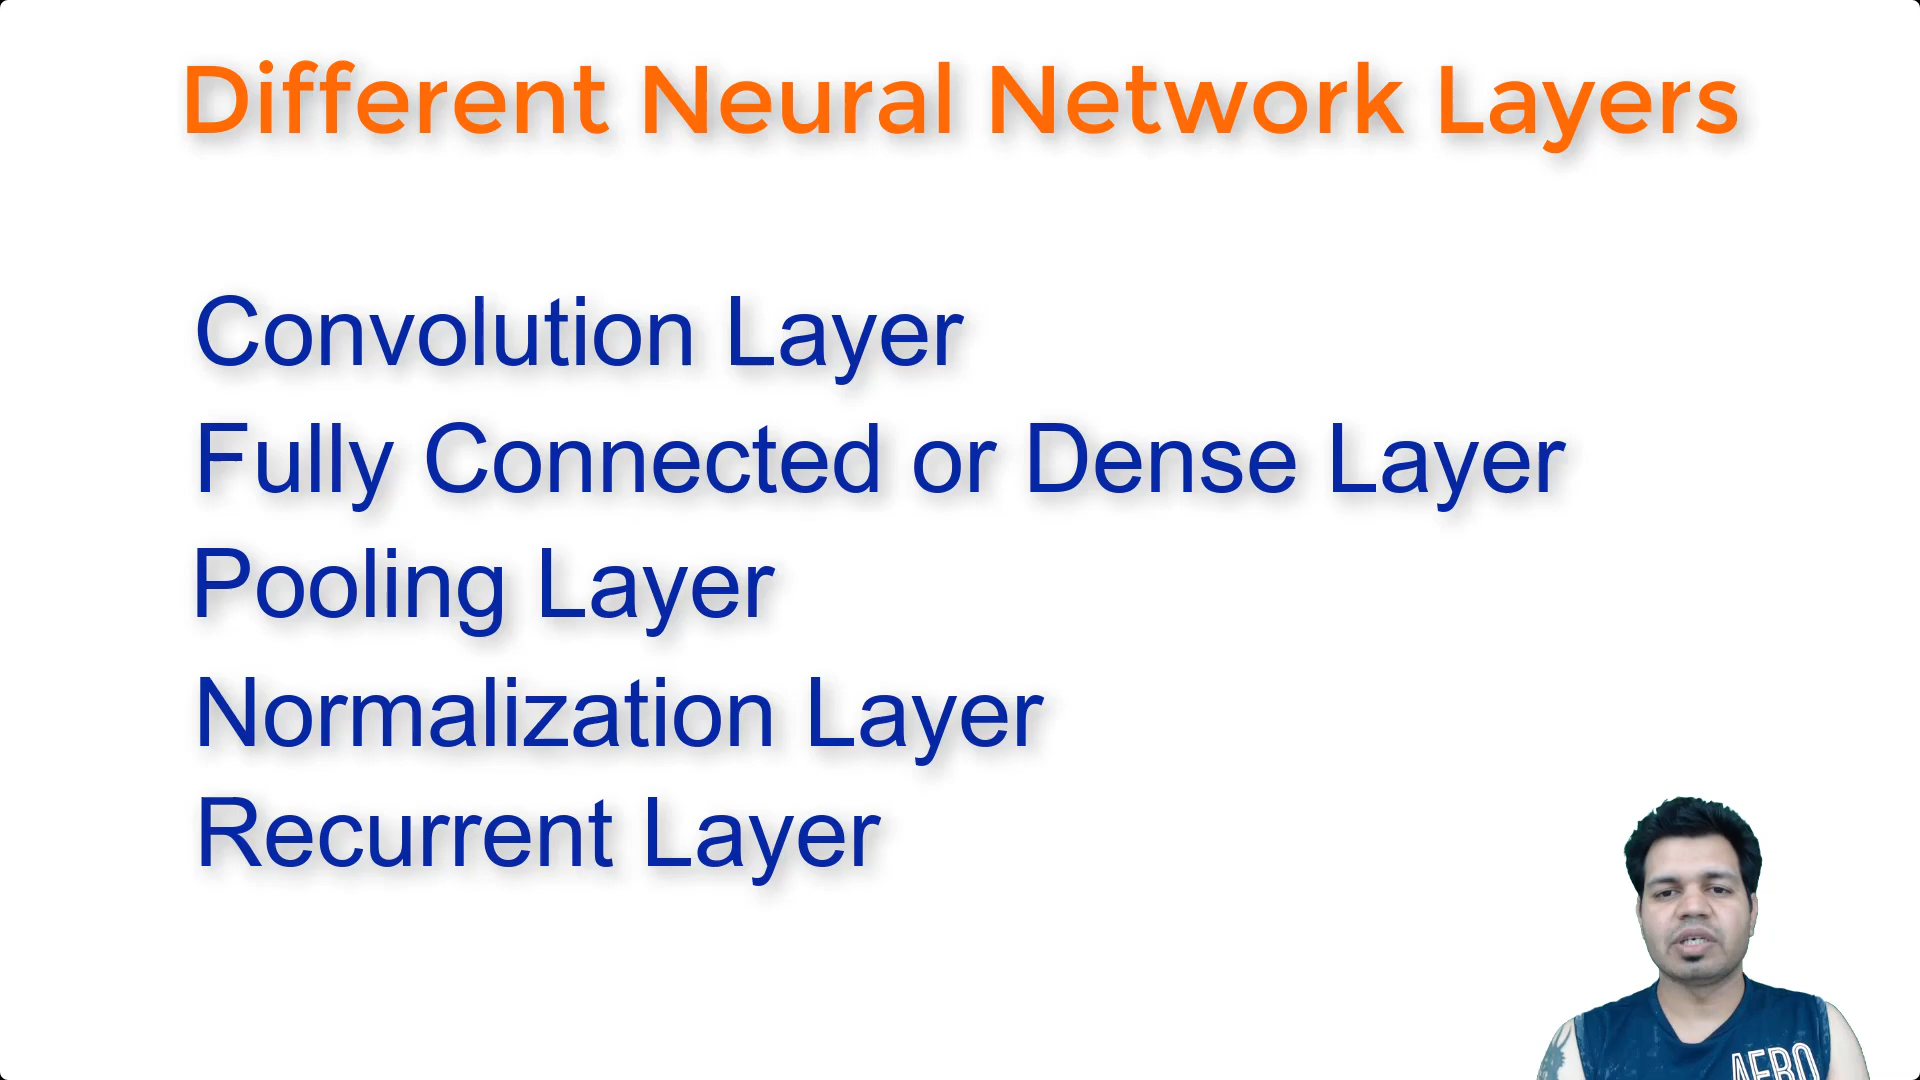 Different Neural Network Layers
Convolution Layer
Fully Connected or Dense Layer
Pooling Layer
Normalization Layer
Recurrent Layer